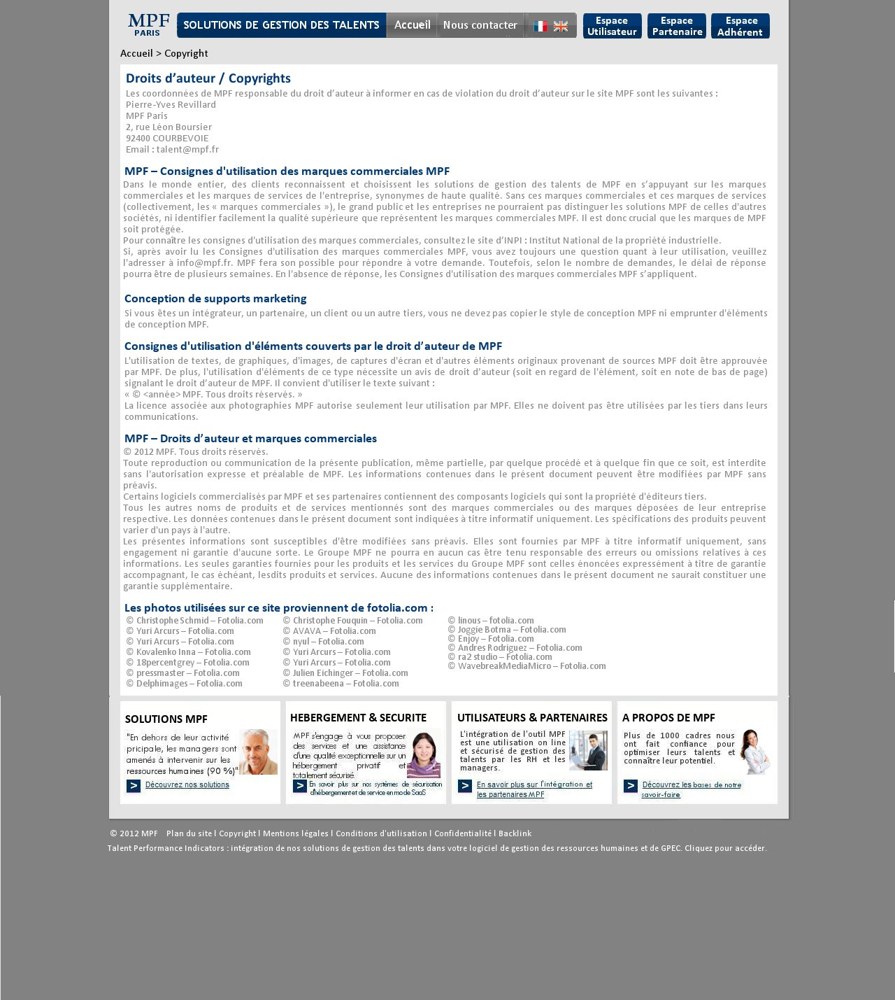 MPF
PARIS
SOLUTIONS DE GESTION DES TALENTS
Accueil
Nous contacter
Espace
Utilisateur
Espace
Partenaire
Espace
Adhérent
Accueil > Copyright
Droits d’auteur / Copyrights
Les coordonnées de MPF responsable du droit d’auteur à informer en cas de violation du droit d’auteur sur le site MPF sont les suivantes :
Pierre-Yves Revillard
MPF Paris
2, rue Léon Boursier
92400 COURBEVOIE
Email : talent@mpf.fr
MPF – Consignes d'utilisation des marques commerciales MPF
Dans le monde entier, des clients reconnaissent et choisissent les solutions de gestion des talents de MPF en s’appuyant sur les marques
commerciales et les marques de services de l'entreprise, synonymes de haute qualité. Sans ces marques commerciales et ces marques de services
(collectivement, les « marques commerciales »), le grand public et les entreprises ne pourraient pas distinguer les solutions MPF de celles d'autres
sociétés, ni identifier facilement la qualité supérieure que représentent les marques commerciales MPF. Il est donc crucial que les marques de MPF
soit protégée.
Pour connaître les consignes d'utilisation des marques commerciales, consultez le site d’INPI : Institut National de la propriété industrielle.
Si, après avoir lu les Consignes d'utilisation des marques commerciales MPF, vous avez toujours une question quant à leur utilisation, veuillez
l'adresser à info@mpf.fr. MPF fera son possible pour répondre à votre demande. Toutefois, selon le nombre de demandes, le délai de réponse
pourra être de plusieurs semaines. En l'absence de réponse, les Consignes d'utilisation des marques commerciales MPF s’appliquent.
Conception de supports marketing
Si vous êtes un intégrateur, un partenaire, un client ou un autre tiers, vous ne devez pas copier le style de conception MPF ni emprunter d'éléments
de conception MPF.
Consignes d'utilisation d'éléments couverts par le droit d’auteur de MPF
L'utilisation de textes, de graphiques, d'images, de captures d'écran et d'autres éléments originaux provenant de sources MPF doit être approuvée
par MPF. De plus, l'utilisation d'éléments de ce type nécessite un avis de droit d’auteur (soit en regard de l'élément, soit en note de bas de page)
signalant le droit d’auteur de MPF. Il convient d'utiliser le texte suivant :
« © <année> MPF. Tous droits réservés. »
La licence associée aux photographies MPF autorise seulement leur utilisation par MPF. Elles ne doivent pas être utilisées par les tiers dans leurs
communications.
MPF – Droits d’auteur et marques commerciales
© 2012 MPF. Tous droits réservés.
Toute reproduction ou communication de la présente publication, même partielle, par quelque procédé et à quelque fin que ce soit, est interdite
sans l'autorisation expresse et préalable de MPF. Les informations contenues dans le présent document peuvent être modifiées par MPF sans
préavis.
Certains logiciels commercialisés par MPF et ses partenaires contiennent des composants logiciels qui sont la propriété d'éditeurs tiers.
Tous les autres noms de produits et de services mentionnés sont des marques commerciales ou des marques déposées de leur entreprise
respective. Les données contenues dans le présent document sont indiquées à titre informatif uniquement. Les spécifications des produits peuvent
varier d'un pays à l'autre.
Les présentes informations sont susceptibles d'être modifiées sans préavis. Elles sont fournies par MPF à titre informatif uniquement, sans
engagement ni garantie d'aucune sorte. Le Groupe MPF ne pourra en aucun cas être tenu responsable des erreurs ou omissions relatives à ces
informations. Les seules garanties fournies pour les produits et les services du Groupe MPF sont celles énoncées expressément à titre de garantie
accompagnant, le cas échéant, lesdits produits et services. Aucune des informations contenues dans le présent document ne saurait constituer une
garantie supplémentaire.
Les photos utilisées sur ce site proviennent de fotolia.com :
© Christophe Schmid – Fotolia.com
© Yuri Arcurs – Fotolia.com
© Yuri Arcurs – Fotolia.com
© Kovalenko Inna – Fotolia.com
© 18percentgrey – Fotolia.com
© pressmaster – Fotolia.com
© Delphimages – Fotolia.com
© Christophe Fouquin – Fotolia.com
© AVAVA – Fotolia.com
© nyul – Fotolia.com
© Yuri Arcurs – Fotolia.com
© Yuri Arcurs – Fotolia.com
© Julien Eichinger – Fotolia.com
© treenabeena – Fotolia.com
© linous – fotolia.com
© Joggie Botma – Fotolia.com
© Enjoy – Fotolia.com
© Andres Rodriguez – Fotolia.com
© ra2 studio – Fotolia.com
© WavebreakMediaMicro – Fotolia.com
SOLUTIONS MPF
"En dehors de leur activité
pricipale, les managers sont
amenés à intervenir sur les
ressources humaines (90 %)"
> Découvrez nos solutions
HEBERGEMENT & SECURITE
MPF s'engage à vous proposer
des services et une assistance
d'une qualité exceptionnelle sur un
hébergement privatif et
totalement sécurisé.
> En savoir plus sur nos systèmes de sécurisation
d'hébergement et de service en mode SaaS
UTILISATEURS & PARTENAIRES
L'intégration de l'outil MPF
est une utilisation on line
et sécurisé de gestion des
talents par les RH et les
managers.
> En savoir plus sur l'intégration et
les partenaires MPF
A PROPOS DE MPF
Plus de 1000 cadres nous
ont fait confiance pour
optimiser leurs talents et
connaître leur potentiel.
> Découvrez les bases de notre
savoir-faire
© 2012 MPF Plan du site l Copyright l Mentions légales l Conditions d'utilisation l Confidentialité l Backlink
Talent Performance Indicators : intégration de nos solutions de gestion des talents dans votre logiciel de gestion des ressources humaines et de GPEC. Cliquez pour accéder.